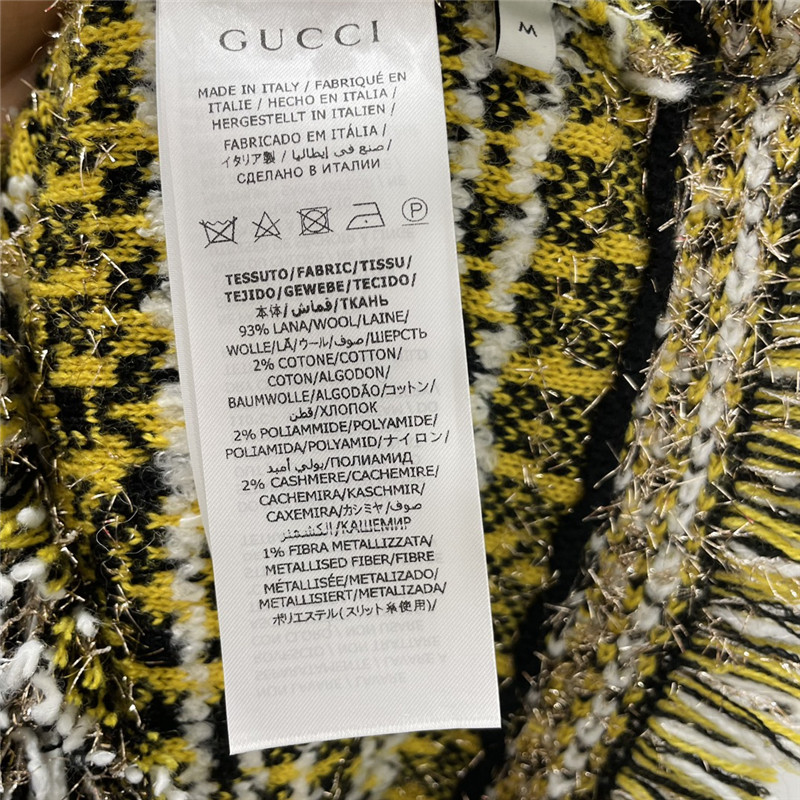 GUCCI
M
MADE IN ITALY / FABRIQUÉ EN
ITALIE / HECHO EN ITALIA /
HERGESTELLT IN ITALIEN /
FABRICADO EM ITÁLIA /
イタリア製 / صنع في إيطاليا /
СДЕЛАНО В ИТАЛИИ
P
TESSUTO/FABRIC/TISSU/
TEJIDO/GEWEBE/TECIDO/
本体/قماش/ТКАНЬ
93% LANA/WOOL/LAINE/
WOLLE/LÃ/ウール/صوف/ШЕРСТЬ
2% COTONE/COTTON/
COTON/ALGODON/
BAUMWOLLE/ALGODÃO/コットン/
قطن/ХЛОПОК
2% POLIAMMIDE/POLYAMIDE/
POLIAMIDA/POLYAMID/ナイロン/
بولي أميد/ПОЛИАМИД
2% CASHMERE/CACHEMIRE/
CACHEMIRA/KASCHMIR/
CAXEMIRA/カシミヤ/صوف
الكشمير/КАШЕМИР
1% FIBRA METALLIZZATA/
METALLISED FIBER/FIBRE
MÉTALLISÉE/METALIZADO/
METALLISIERT/METALIZADA/
ポリエステル(スリット糸使用)/